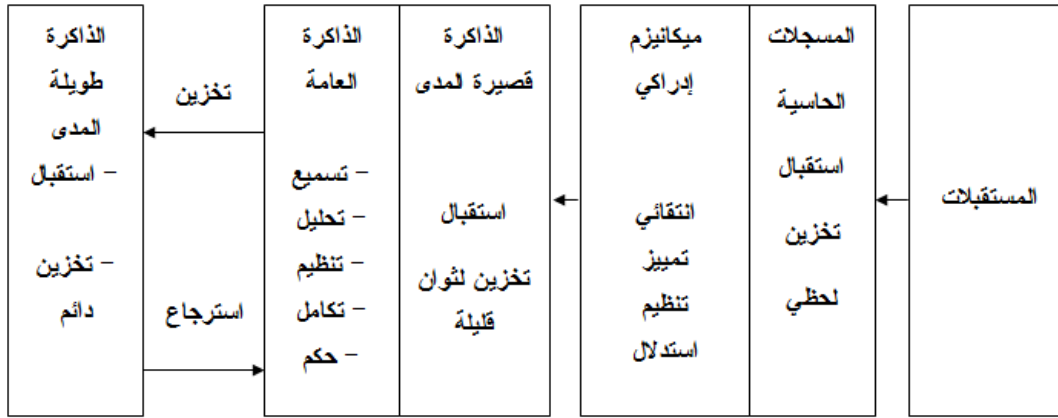 المستقبلات
المسجلات
الحاسية
استقبال
تخزين
لحظي
ميكانيزم
إدراكي
انتقائي
تمييز
تنظيم
استدلال
الذاكرة
قصيرة المدى
استقبال
تخزين لثوان
قليلة
الذاكرة
العامة
- تسميع
- تحليل
- تنظيم
- تكامل
- حكم
تخزين
استرجاع
الذاكرة
طويلة
المدى
- استقبال
- تخزين
دائم